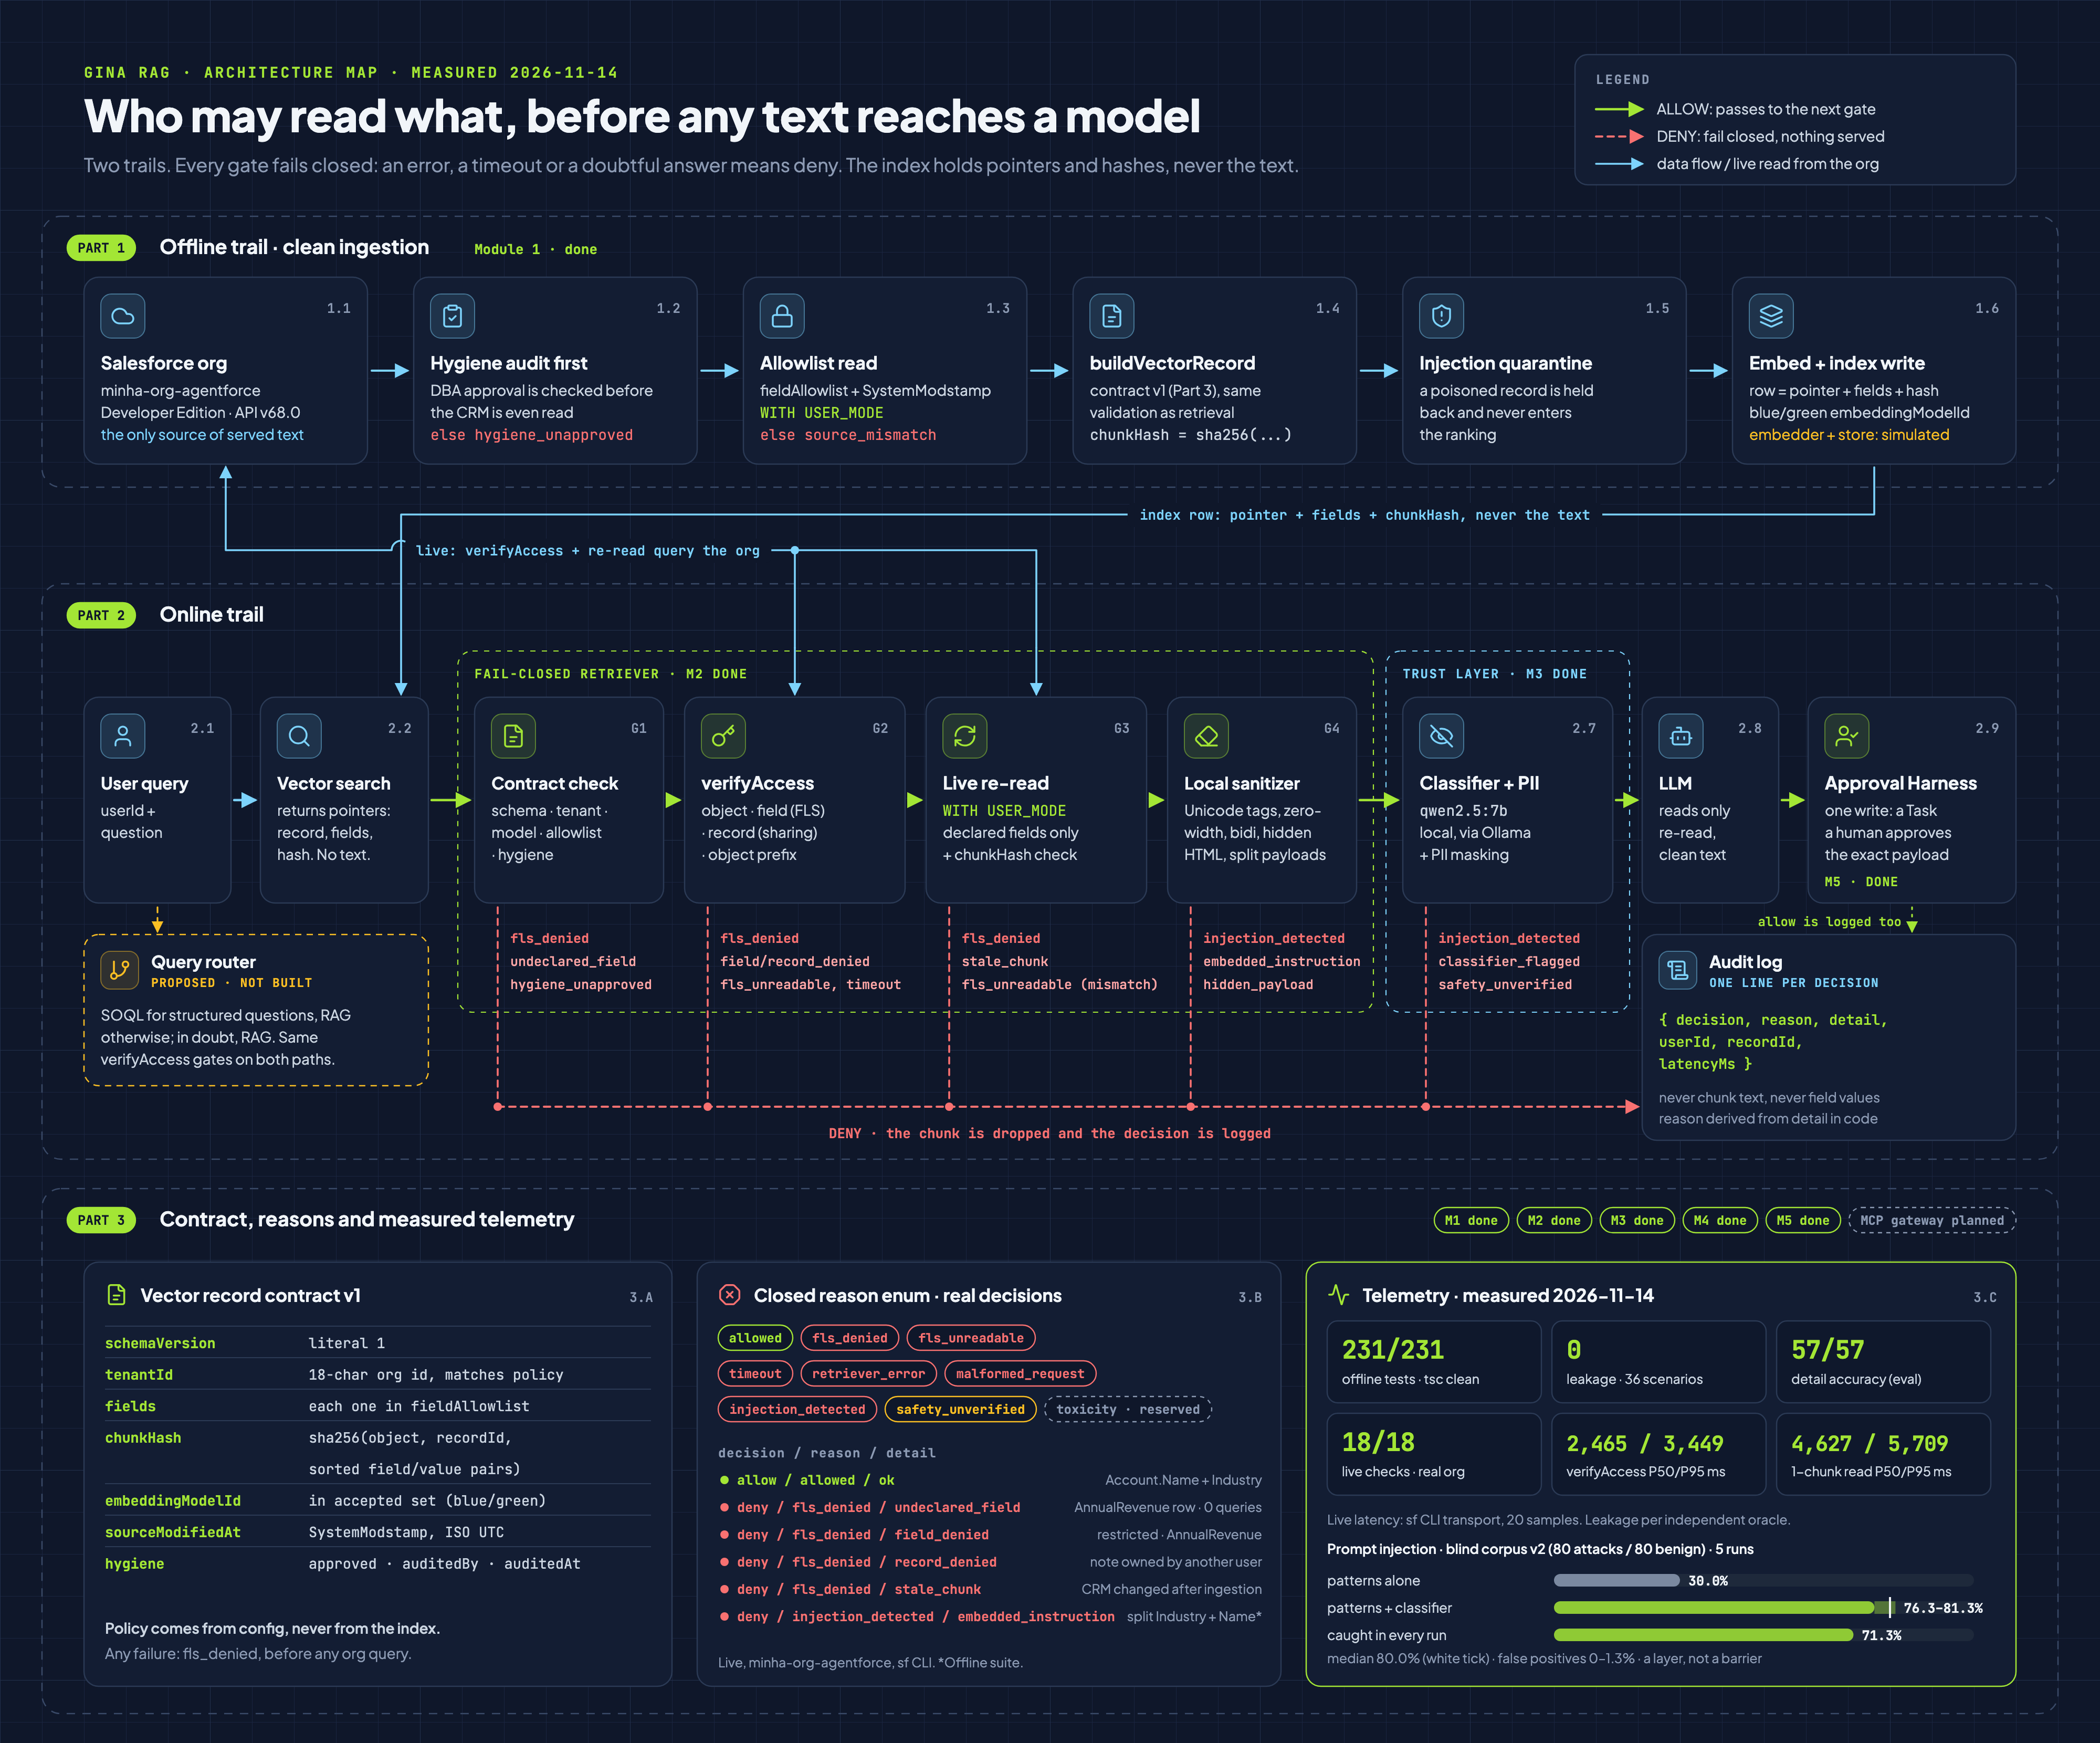 GINA RAG · ARCHITECTURE MAP · MEASURED 2026-11-14
Who may read what, before any text reaches a model
Two trails. Every gate fails closed: an error, a timeout or a doubtful answer means deny. The index holds pointers and hashes, never the text.
LEGEND
ALLOW: passes to the next gate
DENY: fail closed, nothing served
data flow / live read from the org
PART 1
Offline trail · clean ingestion
Module 1 · done
1.1
Salesforce org
minha-org-agentforce
Developer Edition · API v68.0
the only source of served text
1.2
Hygiene audit first
DBA approval is checked before
the CRM is even read
else hygiene_unapproved
1.3
Allowlist read
fieldAllowlist + SystemModstamp
WITH USER_MODE
else source_mismatch
1.4
buildVectorRecord
contract v1 (Part 3), same
validation as retrieval
chunkHash = sha256(...)
1.5
Injection quarantine
a poisoned record is held
back and never enters
the ranking
1.6
Embed + index write
row = pointer + fields + hash
blue/green embeddingModelId
embedder + store: simulated
index row: pointer + fields + chunkHash, never the text
live: verifyAccess + re-read query the org
PART 2
Online trail
FAIL-CLOSED RETRIEVER · M2 DONE
TRUST LAYER · M3 DONE
2.1
User query
userId +
question
2.2
Vector search
returns pointers:
record, fields,
hash. No text.
G1
Contract check
schema · tenant ·
model · allowlist
· hygiene
G2
verifyAccess
object · field (FLS)
· record (sharing)
· object prefix
G3
Live re-read
WITH USER_MODE
declared fields only
+ chunkHash check
G4
Local sanitizer
Unicode tags, zero-
width, bidi, hidden
HTML, split payloads
2.7
Classifier + PII
qwen2.5:7b
local, via Ollama
+ PII masking
2.8
LLM
reads only
re-read,
clean text
2.9
Approval Harness
one write: a Task
a human approves
the exact payload
M5 · DONE
allow is logged too
Query router
PROPOSED · NOT BUILT
SOQL for structured questions, RAG
otherwise; in doubt, RAG. Same
verifyAccess gates on both paths.
fls_denied
undeclared_field
hygiene_unapproved
fls_denied
field/record_denied
fls_unreadable, timeout
fls_denied
stale_chunk
fls_unreadable (mismatch)
injection_detected
embedded_instruction
hidden_payload
injection_detected
classifier_flagged
safety_unverified
Audit log
ONE LINE PER DECISION
{ decision, reason, detail,
userId, recordId,
latencyMs }
never chunk text, never field values
reason derived from detail in code
DENY · the chunk is dropped and the decision is logged
PART 3
Contract, reasons and measured telemetry
M1 done
M2 done
M3 done
M4 done
M5 done
MCP gateway planned
Vector record contract v1
3.A
schemaVersion literal 1
tenantId 18-char org id, matches policy
fields each one in fieldAllowlist
chunkHash sha256(object, recordId,
sorted field/value pairs)
embeddingModelId in accepted set (blue/green)
sourceModifiedAt SystemModstamp, ISO UTC
hygiene approved · auditedBy · auditedAt
Policy comes from config, never from the index.
Any failure: fls_denied, before any org query.
Closed reason enum · real decisions
3.B
allowed fls_denied fls_unreadable
timeout retriever_error malformed_request
injection_detected safety_unverified toxicity · reserved
decision / reason / detail
allow / allowed / ok Account.Name + Industry
deny / fls_denied / undeclared_field AnnualRevenue row · 0 queries
deny / fls_denied / field_denied restricted · AnnualRevenue
deny / fls_denied / record_denied note owned by another user
deny / fls_denied / stale_chunk CRM changed after ingestion
deny / injection_detected / embedded_instruction split Industry + Name*
Live, minha-org-agentforce, sf CLI. *Offline suite.
Telemetry · measured 2026-11-14
3.C
231/231
offline tests · tsc clean
0
leakage · 36 scenarios
57/57
detail accuracy (eval)
18/18
live checks · real org
2,465 / 3,449
verifyAccess P50/P95 ms
4,627 / 5,709
1-chunk read P50/P95 ms
Live latency: sf CLI transport, 20 samples. Leakage per independent oracle.
Prompt injection · blind corpus v2 (80 attacks / 80 benign) · 5 runs
patterns alone 30.0%
patterns + classifier 76.3-81.3%
caught in every run 71.3%
median 80.0% (white tick) · false positives 0-1.3% · a layer, not a barrier